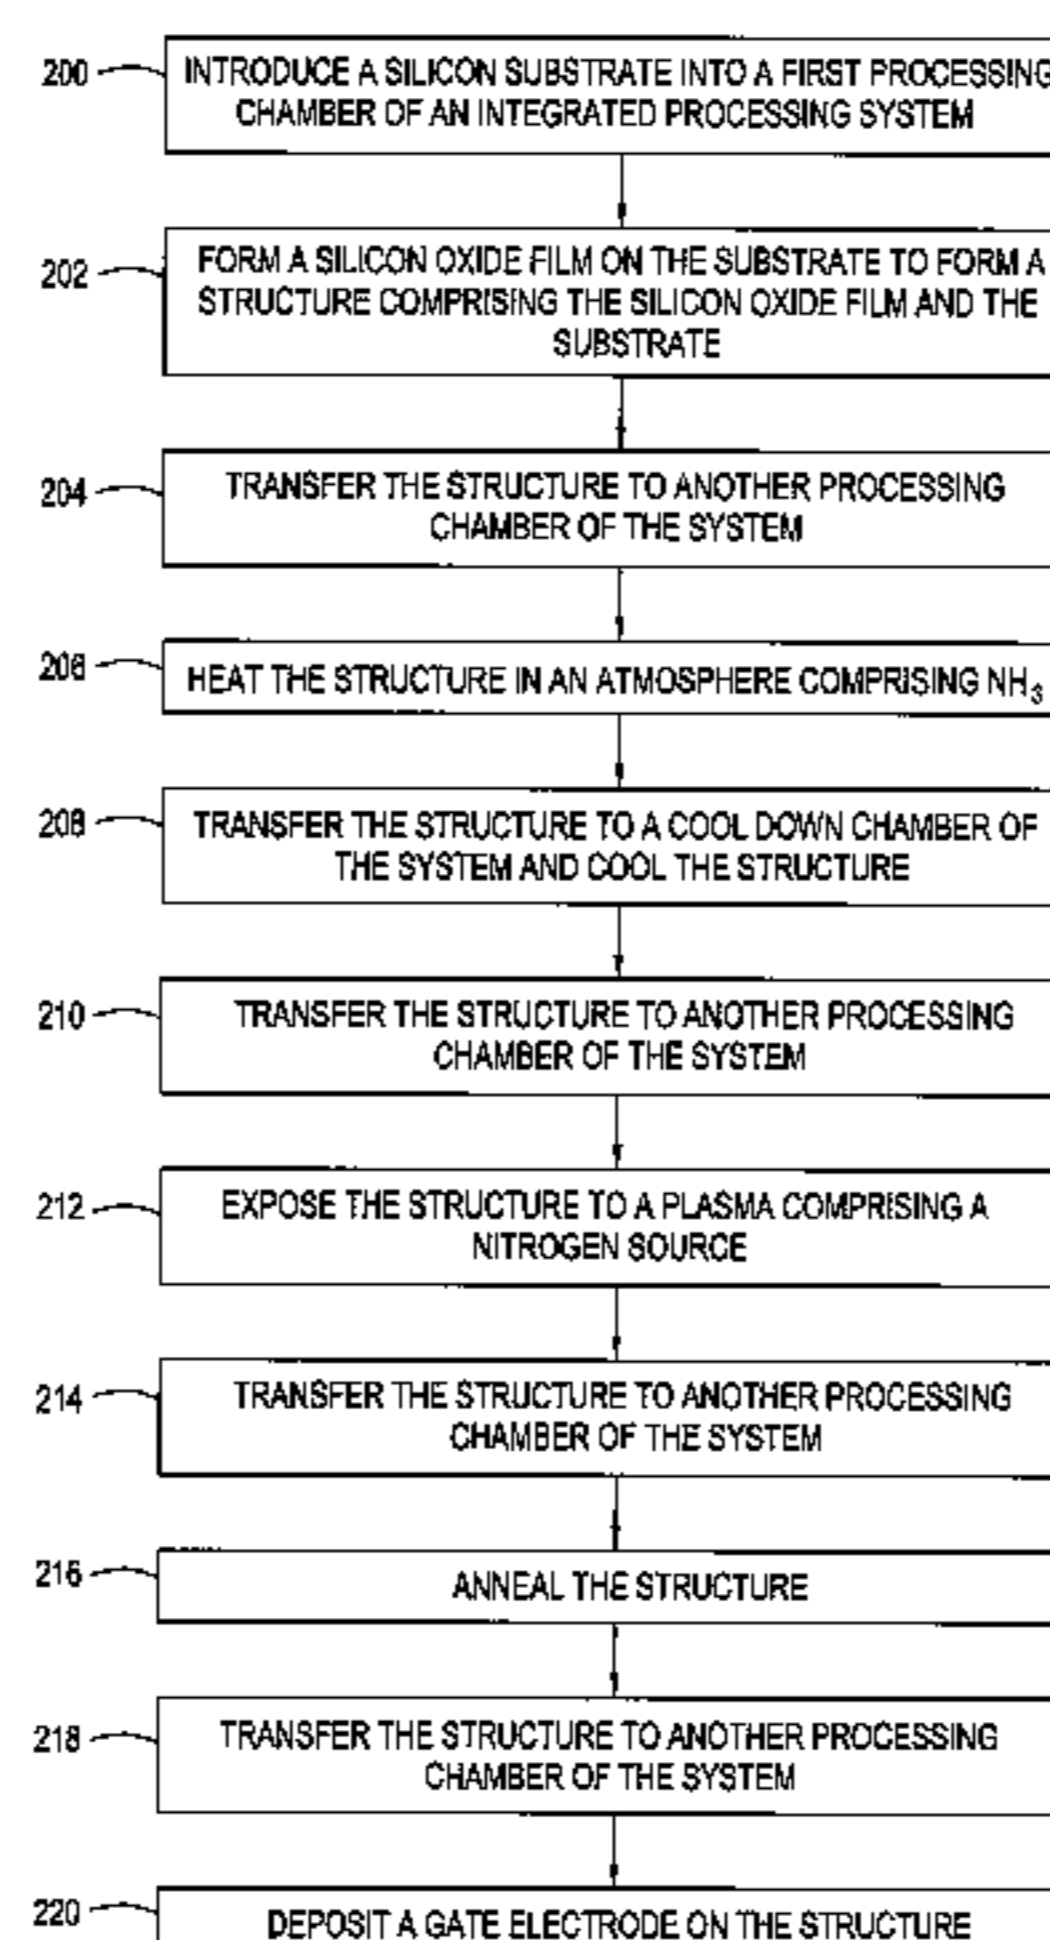 200 INTRODUCE A SILICON SUBSTRATE INTO A FIRST PROCESSING
CHAMBER OF AN INTEGRATED PROCESSING SYSTEM
202 FORM A SILICON OXIDE FILM ON THE SUBSTRATE TO FORM A
STRUCTURE COMPRISING THE SILICON OXIDE FILM AND THE
SUBSTRATE
204 TRANSFER THE STRUCTURE TO ANOTHER PROCESSING
CHAMBER OF THE SYSTEM
206 HEAT THE STRUCTURE IN AN ATMOSPHERE COMPRISING NH3
208 TRANSFER THE STRUCTURE TO A COOL DOWN CHAMBER OF
THE SYSTEM AND COOL THE STRUCTURE
210 TRANSFER THE STRUCTURE TO ANOTHER PROCESSING
CHAMBER OF THE SYSTEM
212 EXPOSE THE STRUCTURE TO A PLASMA COMPRISING A
NITROGEN SOURCE
214 TRANSFER THE STRUCTURE TO ANOTHER PROCESSING
CHAMBER OF THE SYSTEM
216 ANNEAL THE STRUCTURE
218 TRANSFER THE STRUCTURE TO ANOTHER PROCESSING
CHAMBER OF THE SYSTEM
220 DEPOSIT A GATE ELECTRODE ON THE STRUCTURE